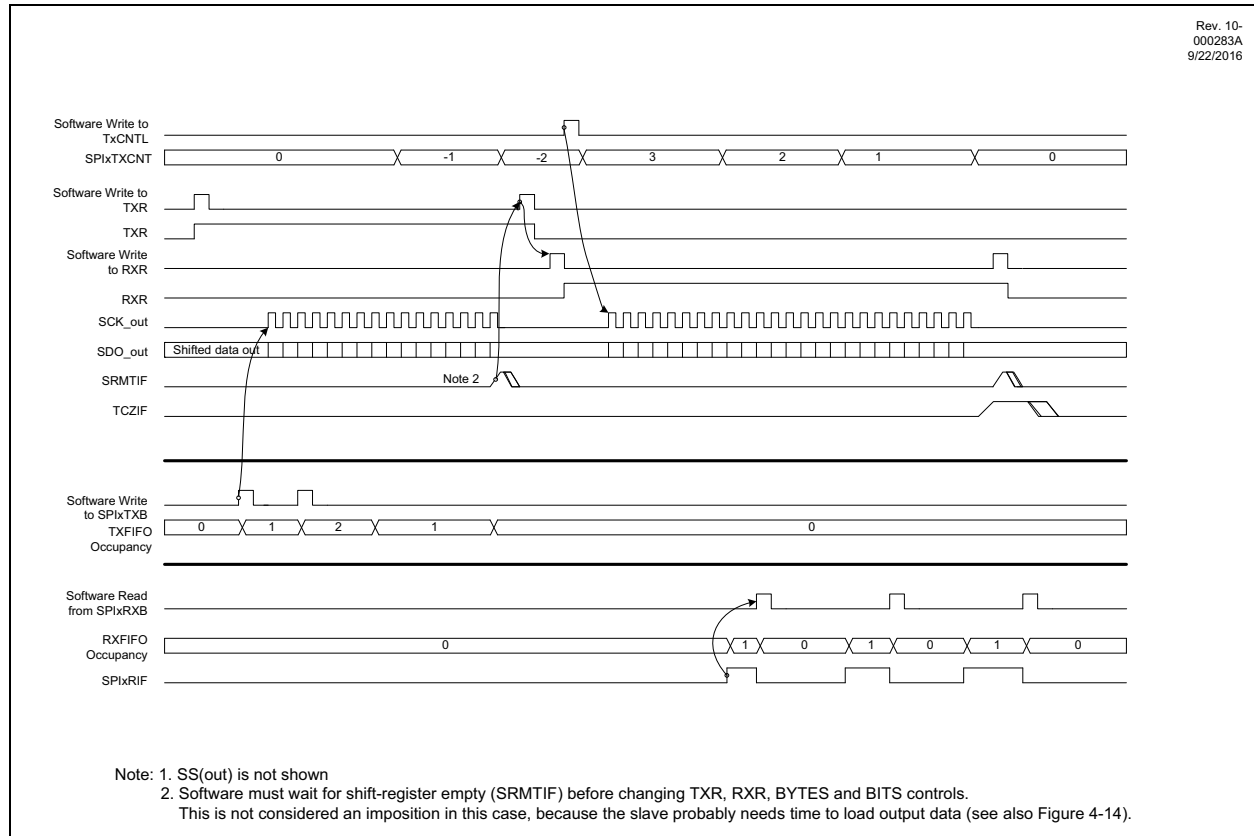 Rev. 10-
000283A
9/22/2016
Software Write to
TxCNTL
SPIxTXCNT
0 -1 -2 3 2 1 0
Software Write to
TXR
TXR
Software Write
to RXR
RXR
SCK_out
SDO_out
Shifted data out
SRMTIF
Note 2
TCZIF
Software Write
to SPIxTXB
TXFIFO
Occupancy
0 1 2 1 0
Software Read
from SPIxRXB
RXFIFO
Occupancy
0 1 0 1 0 1 0
SPIxRIF
Note: 1. SS(out) is not shown
2. Software must wait for shift-register empty (SRMTIF) before changing TXR, RXR, BYTES and BITS controls.
This is not considered an imposition in this case, because the slave probably needs time to load output data (see also Figure 4-14).